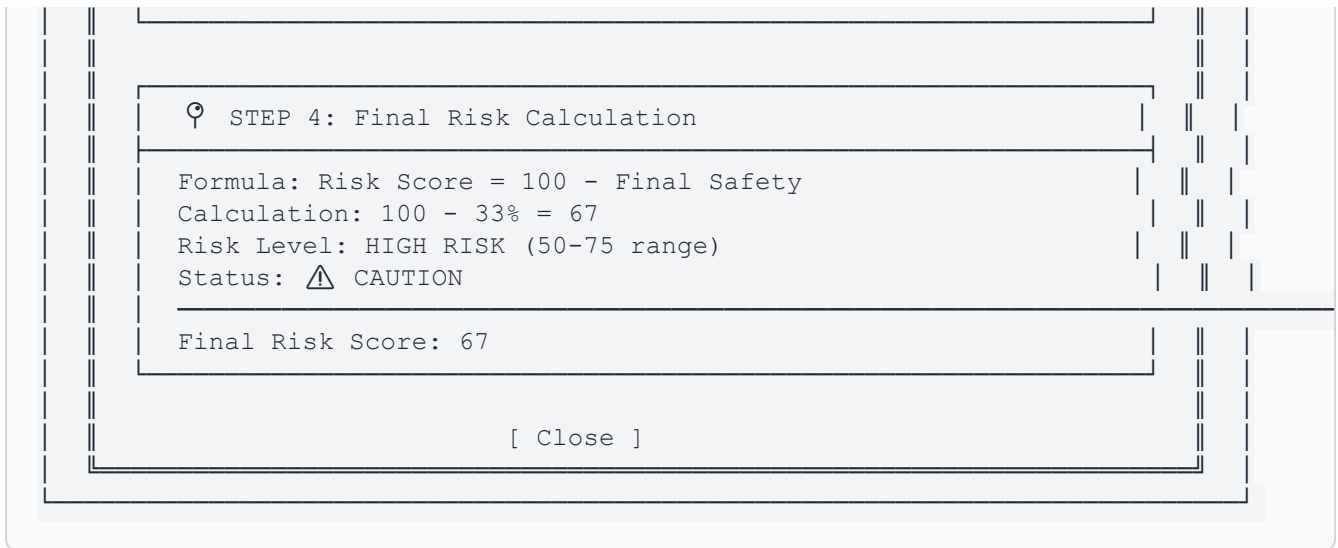 STEP 4: Final Risk Calculation
Formula: Risk Score = 100 - Final Safety
Calculation: 100 - 33% = 67
Risk Level: HIGH RISK (50-75 range)
Status: ⚠ CAUTION
Final Risk Score: 67
[ Close ]